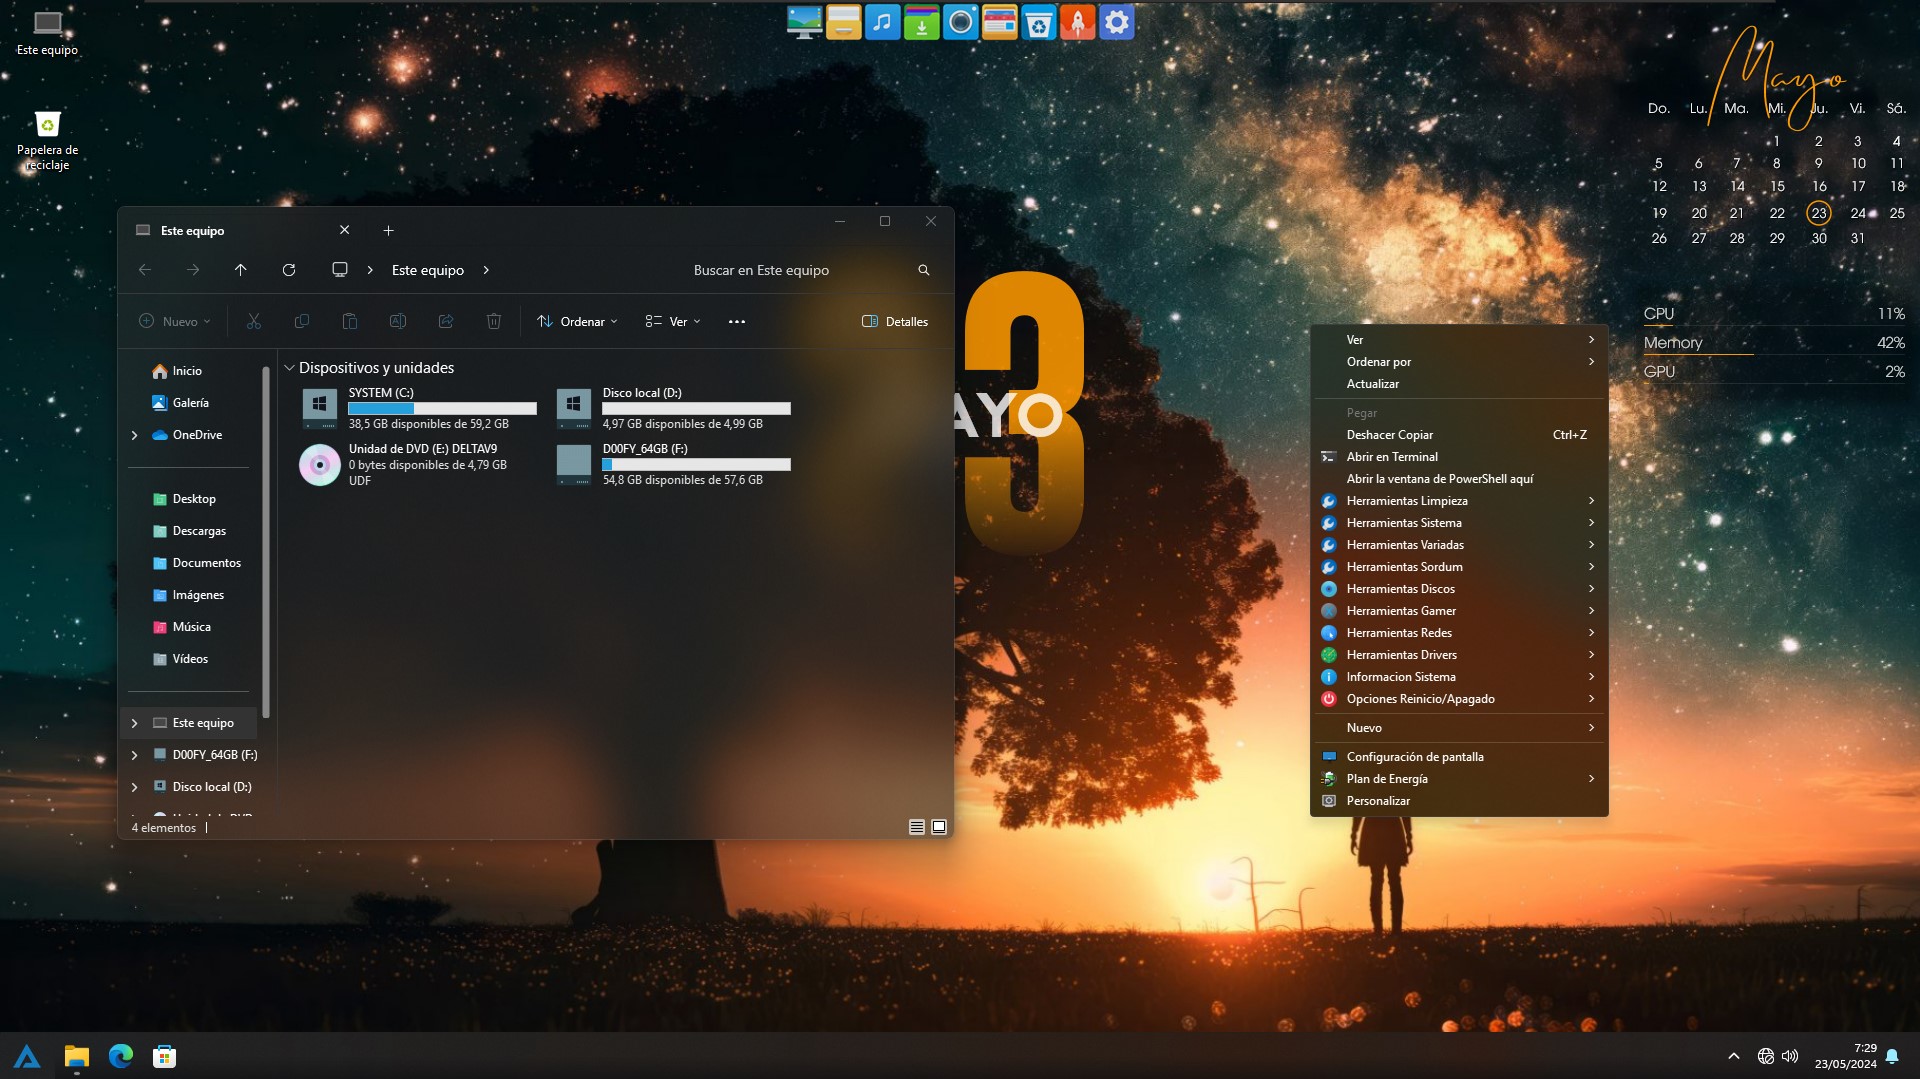 Este equipo
Papelera de
reciclaje
Mayo
Do. Lu. Ma. Mi. Ju. Vi. Sá.
1 2 3 4
5 6 7 8 9 10 11
12 13 14 15 16 17 18
19 20 21 22 23 24 25
26 27 28 29 30 31
CPU 11%
Memory 42%
GPU 2%
Este equipo
Este equipo
Buscar en Este equipo
Nuevo
Ordenar
Ver
Detalles
Inicio
Galería
OneDrive
Desktop
Descargas
Documentos
Imágenes
Música
Vídeos
Este equipo
D00FY_64GB (F:)
Disco local (D:)
4 elementos
Dispositivos y unidades
SYSTEM (C:)
38,5 GB disponibles de 59,2 GB
Disco local (D:)
4,97 GB disponibles de 4,99 GB
Unidad de DVD (E:) DELTAV9
0 bytes disponibles de 4,79 GB
UDF
D00FY_64GB (F:)
54,8 GB disponibles de 57,6 GB
3
AYO
Ver
Ordenar por
Actualizar
Pegar
Deshacer Copiar Ctrl+Z
Abrir en Terminal
Abrir la ventana de PowerShell aquí
Herramientas Limpieza
Herramientas Sistema
Herramientas Variadas
Herramientas Sordum
Herramientas Discos
Herramientas Gamer
Herramientas Redes
Herramientas Drivers
Informacion Sistema
Opciones Reinicio/Apagado
Nuevo
Configuración de pantalla
Plan de Energía
Personalizar
7:29
23/05/2024